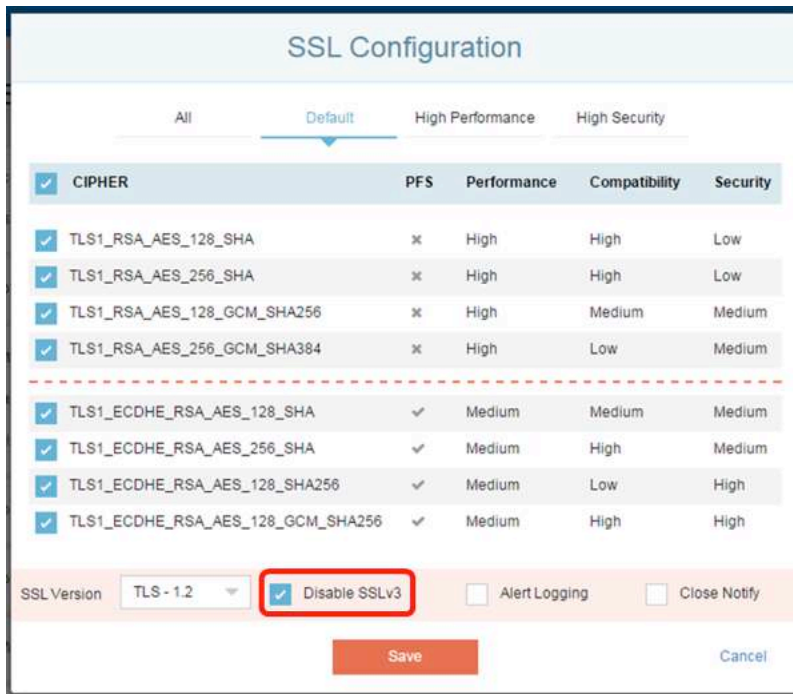 SSL Configuration
All Default High Performance High Security
CIPHER PFS Performance Compatibility Security
TLS1_RSA_AES_128_SHA High High Low
TLS1_RSA_AES_256_SHA High High Low
TLS1_RSA_AES_128_GCM_SHA256 High Medium Medium
TLS1_RSA_AES_256_GCM_SHA384 High Low Medium
TLS1_ECDHE_RSA_AES_128_SHA Medium Medium Medium
TLS1_ECDHE_RSA_AES_256_SHA Medium High Medium
TLS1_ECDHE_RSA_AES_128_SHA256 Medium Low High
TLS1_ECDHE_RSA_AES_128_GCM_SHA256 Medium High High
SSL Version TLS - 1.2 Disable SSLv3 Alert Logging Close Notify
Save Cancel